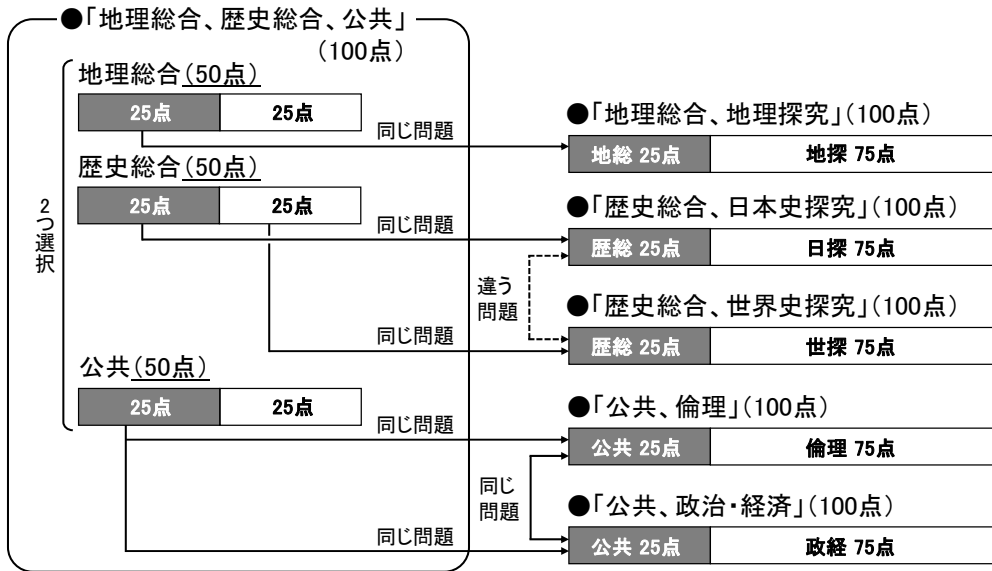 ●「地理総合、歴史総合、公共」
(100点)
地理総合(50点)
25点 25点
同じ問題
歴史総合(50点)
25点 25点
同じ問題
同じ問題
公共(50点)
25点 25点
同じ問題
同じ問題
2つ選択
●「地理総合、地理探究」(100点)
地総 25点 地探 75点
●「歴史総合、日本史探究」(100点)
歴総 25点 日探 75点
違う
問題
●「歴史総合、世界史探究」(100点)
歴総 25点 世探 75点
●「公共、倫理」(100点)
公共 25点 倫理 75点
同じ
問題
●「公共、政治・経済」(100点)
公共 25点 政経 75点